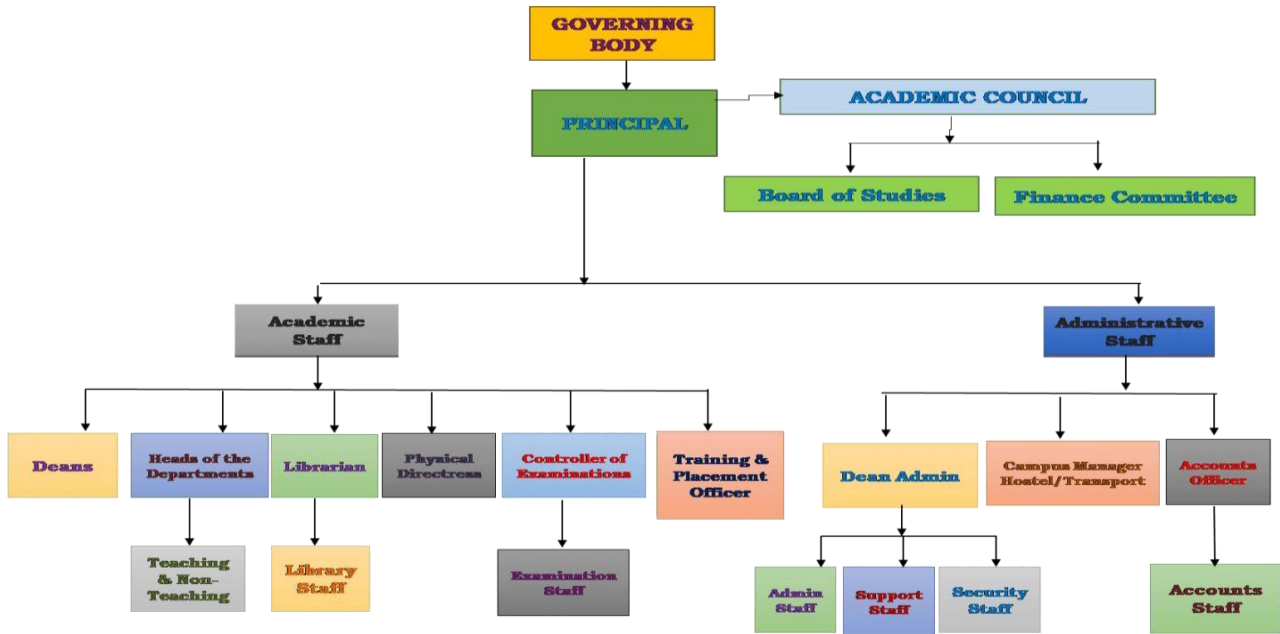 GOVERNING
BODY
PRINCIPAL
ACADEMIC COUNCIL
Board of Studies
Finance Committee
Academic
Staff
Administrative
Staff
Deans
Heads of the
Departments
Librarian
Physical
Directress
Controller of
Examinations
Training &
Placement
Officer
Dean Admin
Campus Manager
Hostel/Transport
Accounts
Officer
Teaching
& Non-
Teaching
Library
Staff
Examination
Staff
Admin
Staff
Support
Staff
Security
Staff
Accounts
Staff